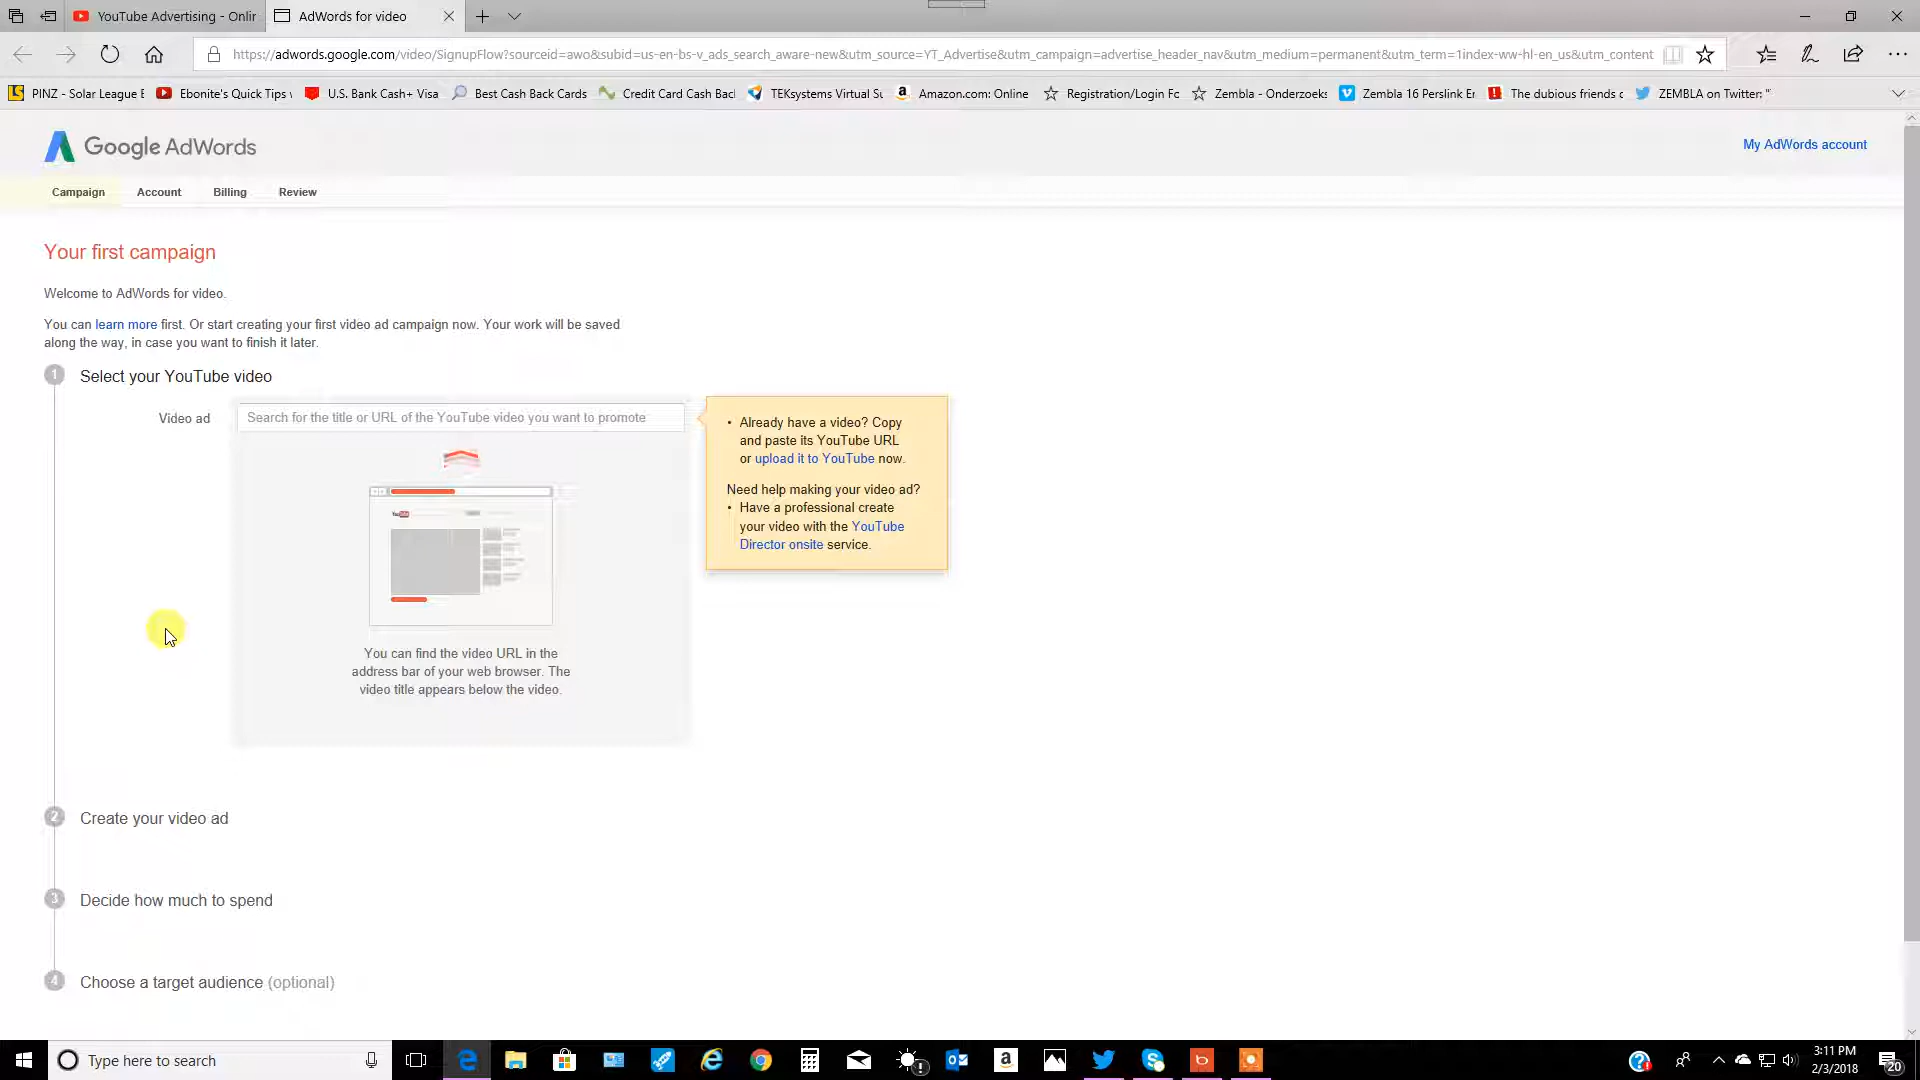 YouTube Advertising - Onlir
AdWords for video
https://adwords.google.com/video/SignupFlow?sourceid=awo&subid=us-en-bs-v_ads_search_aware-new&utm_source=YT_Advertise&utm_campaign=advertise_header_nav&utm_medium=permanent&utm_term=1index-ww-hl-en_us&utm_content
PINZ - Solar League E
Ebonite's Quick Tips v
U.S. Bank Cash+ Visa
Best Cash Back Cards
Credit Card Cash Bac
TEKsystems Virtual Su
Amazon.com: Online
Registration/Login Fo
Zembla - Onderzoeks
Zembla 16 Perslink Er
The dubious friends c
ZEMBLA on Twitter: "
Google AdWords
My AdWords account
Campaign
Account
Billing
Review
Your first campaign
Welcome to AdWords for video.
You can learn more first. Or start creating your first video ad campaign now. Your work will be saved
along the way, in case you want to finish it later.
1
Select your YouTube video
Video ad
Search for the title or URL of the YouTube video you want to promote
• Already have a video? Copy
and paste its YouTube URL
or upload it to YouTube now.
Need help making your video ad?
• Have a professional create
your video with the YouTube
Director onsite service.
YouTube
You can find the video URL in the
address bar of your web browser. The
video title appears below the video.
2
Create your video ad
3
Decide how much to spend
4
Choose a target audience (optional)
Type here to search
3:11 PM
2/3/2018
20